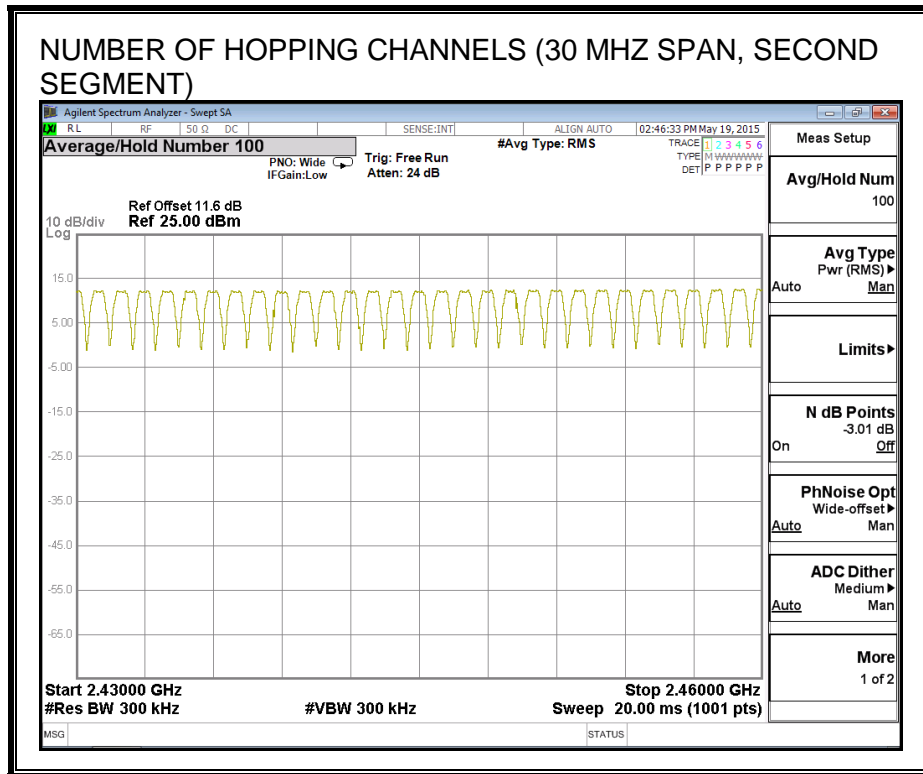 NUMBER OF HOPPING CHANNELS (30 MHZ SPAN, SECOND
SEGMENT)
Agilent Spectrum Analyzer - Swept SA
LXI RL RF 50 Ω DC SENSE:INT ALIGN AUTO 02:46:33 PM May 19, 2015
Average/Hold Number 100
#Avg Type: RMS
TRACE 1 2 3 4 5 6
TYPE M WWWWW
DET P P P P P P
PNO: Wide
IFGain:Low
Trig: Free Run
Atten: 24 dB
Ref Offset 11.6 dB
10 dB/div Ref 25.00 dBm
Log
15.0
5.00
-5.00
-15.0
-25.0
-35.0
-45.0
-55.0
-65.0
Start 2.43000 GHz Stop 2.46000 GHz
#Res BW 300 kHz #VBW 300 kHz Sweep 20.00 ms (1001 pts)
MSG STATUS
Meas Setup
Avg/Hold Num
100
Avg Type
Pwr (RMS)
Auto Man
Limits
N dB Points
-3.01 dB
On Off
PhNoise Opt
Wide-offset
Auto Man
ADC Dither
Medium
Auto Man
More
1 of 2